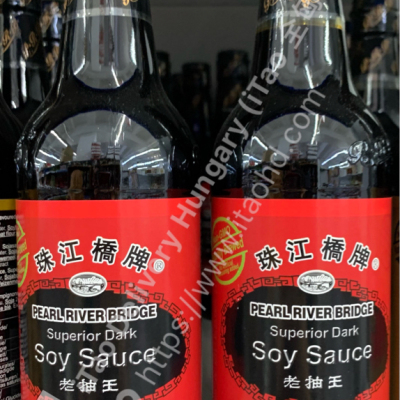 珠江橋牌®
PEARL RIVER BRIDGE
Superior Dark
Soy Sauce
老抽王
珠江橋牌®
PEARL RIVER BRIDGE
Superior Dark
Soy Sauce
老抽王
Delivery Hungary (iTao
https://www.itaohd.com